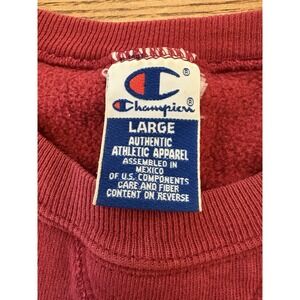 Champion
LARGE
AUTHENTIC
ATHLETIC APPAREL
ASSEMBLED IN
MEXICO
OF U.S. COMPONENTS
CARE AND FIBER
CONTENT ON REVERSE